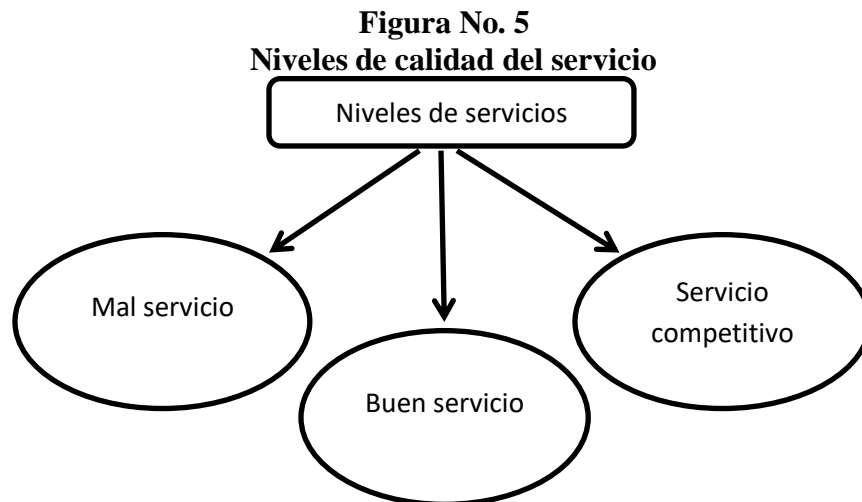 Figura No. 5
Niveles de calidad del servicio
Niveles de servicios
Mal servicio
Buen servicio
Servicio
competitivo